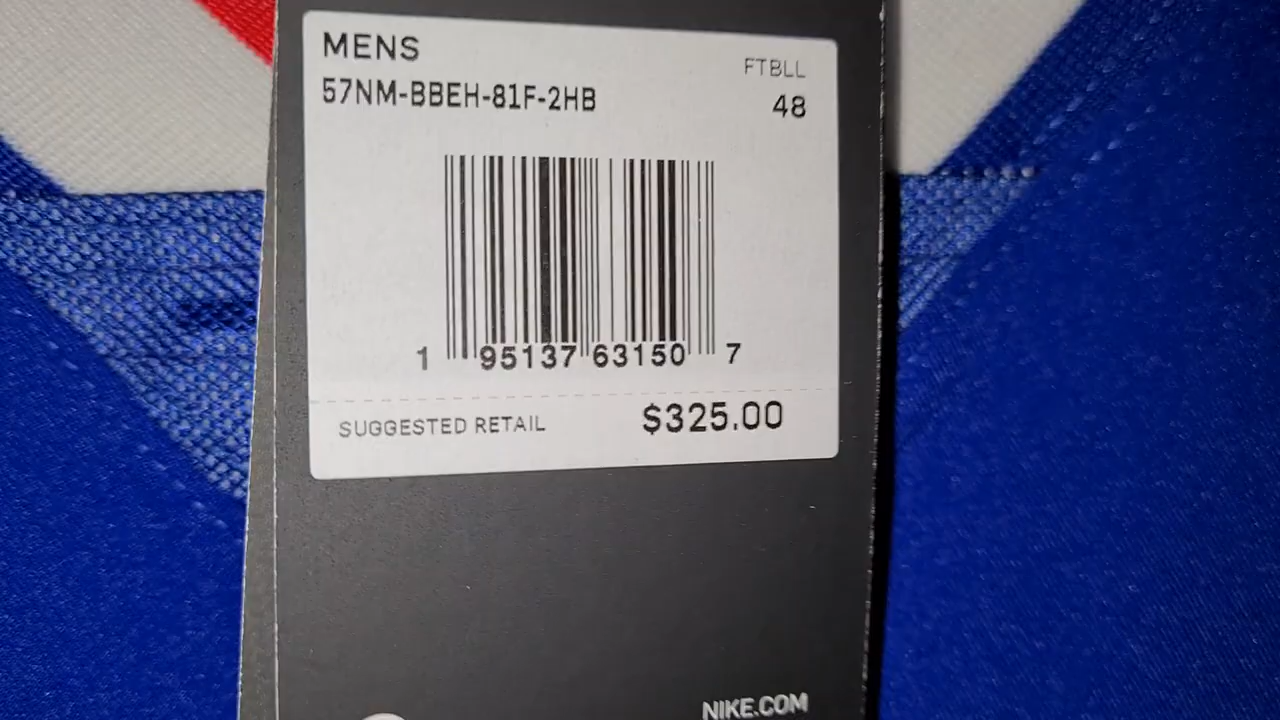 MENS
FTBLL
57NM-BBEH-81F-2HB
48
1 95137 63150 7
SUGGESTED RETAIL $325.00
NIKE.COM